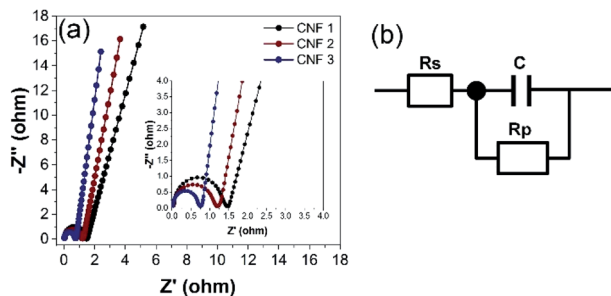 (a)
CNF 1
CNF 2
CNF 3
-Z'' (ohm)
18
16
14
12
10
8
6
4
2
0
0 2 4 6 8 10 12 14 16 18
Z' (ohm)
-Z'' (ohm)
4.0
3.5
3.0
2.5
2.0
1.5
1.0
0.5
0.0
0.0 0.5 1.0 1.5 2.0 2.5 3.0 3.5 4.0
Z' (ohm)
(b)
Rs
C
Rp